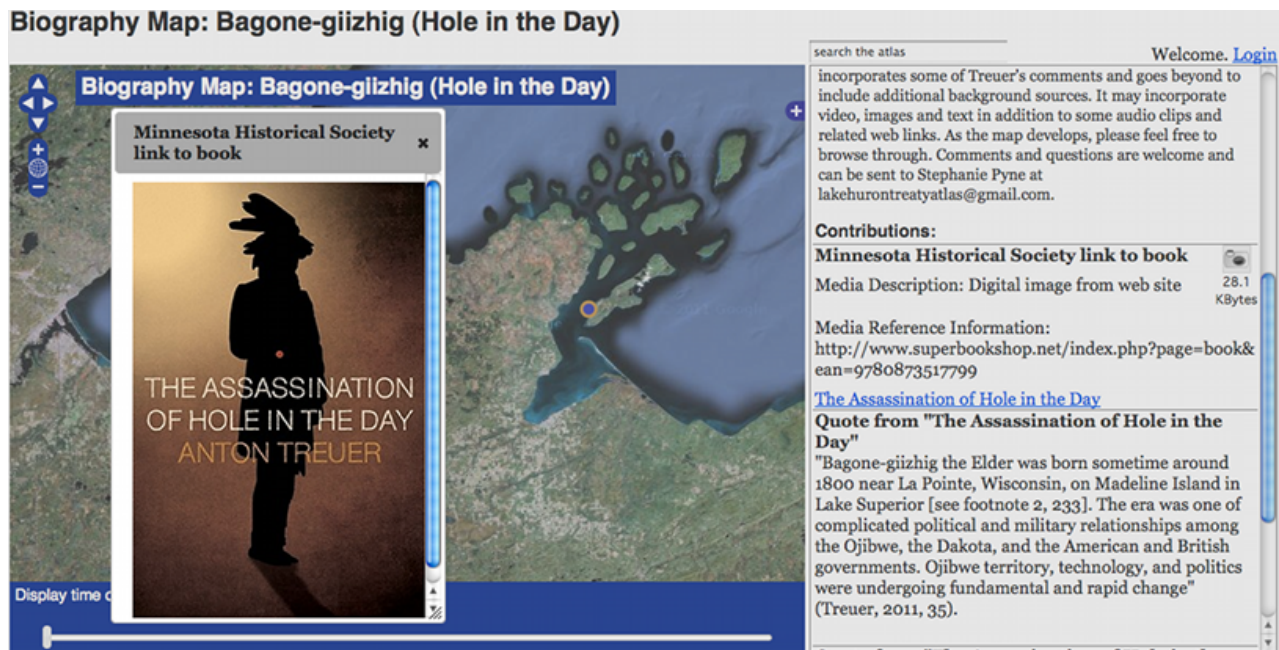 Biography Map: Bagone-giizhig (Hole in the Day)
search the atlas
Welcome. Login
Biography Map: Bagone-giizhig (Hole in the Day)
Minnesota Historical Society
link to book
THE ASSASSINATION
OF HOLE IN THE DAY
ANTON TREUER
Display time
incorporates some of Treuer's comments and goes beyond to
include additional background sources. It may incorporate
video, images and text in addition to some audio clips and
related web links. As the map develops, please feel free to
browse through. Comments and questions are welcome and
can be sent to Stephanie Pyne at
lakehurontreatyatlas@gmail.com.
Contributions:
Minnesota Historical Society link to book
28.1
KBytes
Media Description: Digital image from web site
Media Reference Information:
http://www.superbookshop.net/index.php?page=book&
ean=9780873517799
The Assassination of Hole in the Day
Quote from "The Assassination of Hole in the
Day"
"Bagone-giizhig the Elder was born sometime around
1800 near La Pointe, Wisconsin, on Madeline Island in
Lake Superior [see footnote 2, 233]. The era was one of
complicated political and military relationships among
the Ojibwe, the Dakota, and the American and British
governments. Ojibwe territory, technology, and politics
were undergoing fundamental and rapid change"
(Treuer, 2011, 35).